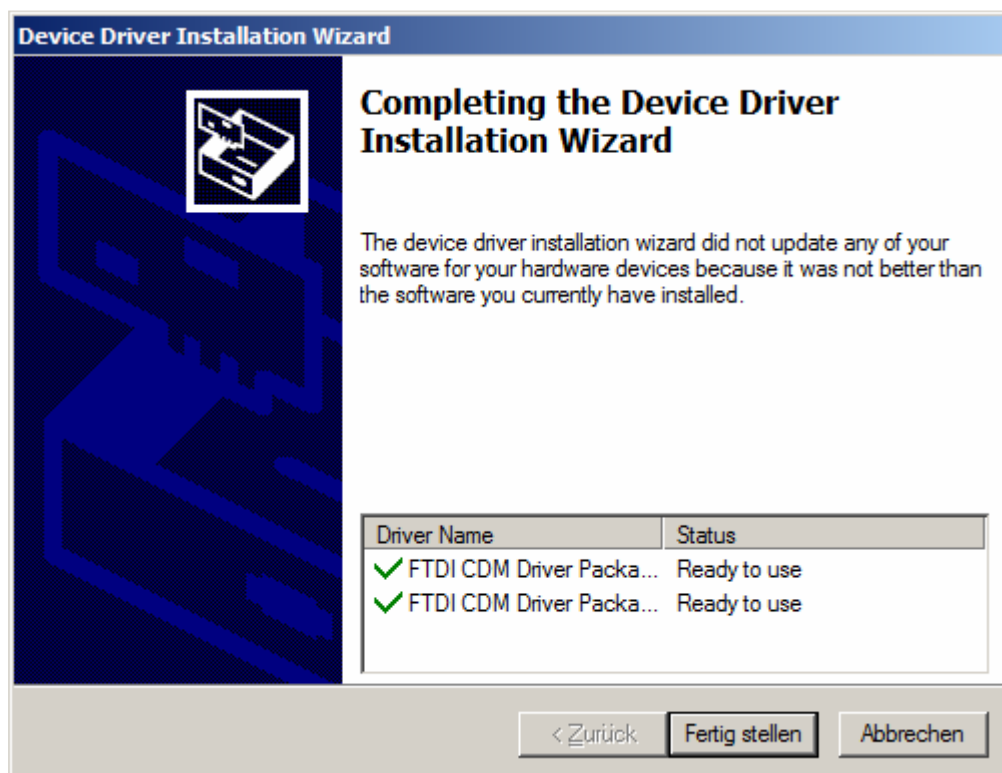 Device Driver Installation Wizard
Completing the Device Driver
Installation Wizard
The device driver installation wizard did not update any of your
software for your hardware devices because it was not better than
the software you currently have installed.
Driver Name Status
FTDI CDM Driver Packa... Ready to use
FTDI CDM Driver Packa... Ready to use
< Zurück Fertig stellen Abbrechen